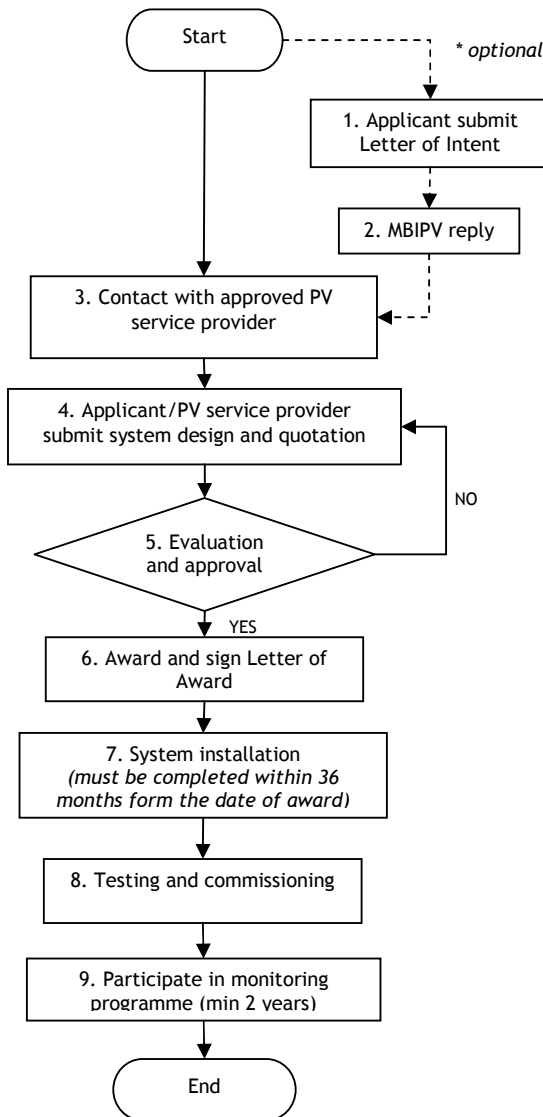 Start
* optional
1. Applicant submit
Letter of Intent
2. MBIPV reply
3. Contact with approved PV
service provider
4. Applicant/PV service provider
submit system design and quotation
NO
5. Evaluation
and approval
YES
6. Award and sign Letter of
Award
7. System installation
(must be completed within 36
months form the date of award)
8. Testing and commissioning
9. Participate in monitoring
programme (min 2 years)
End